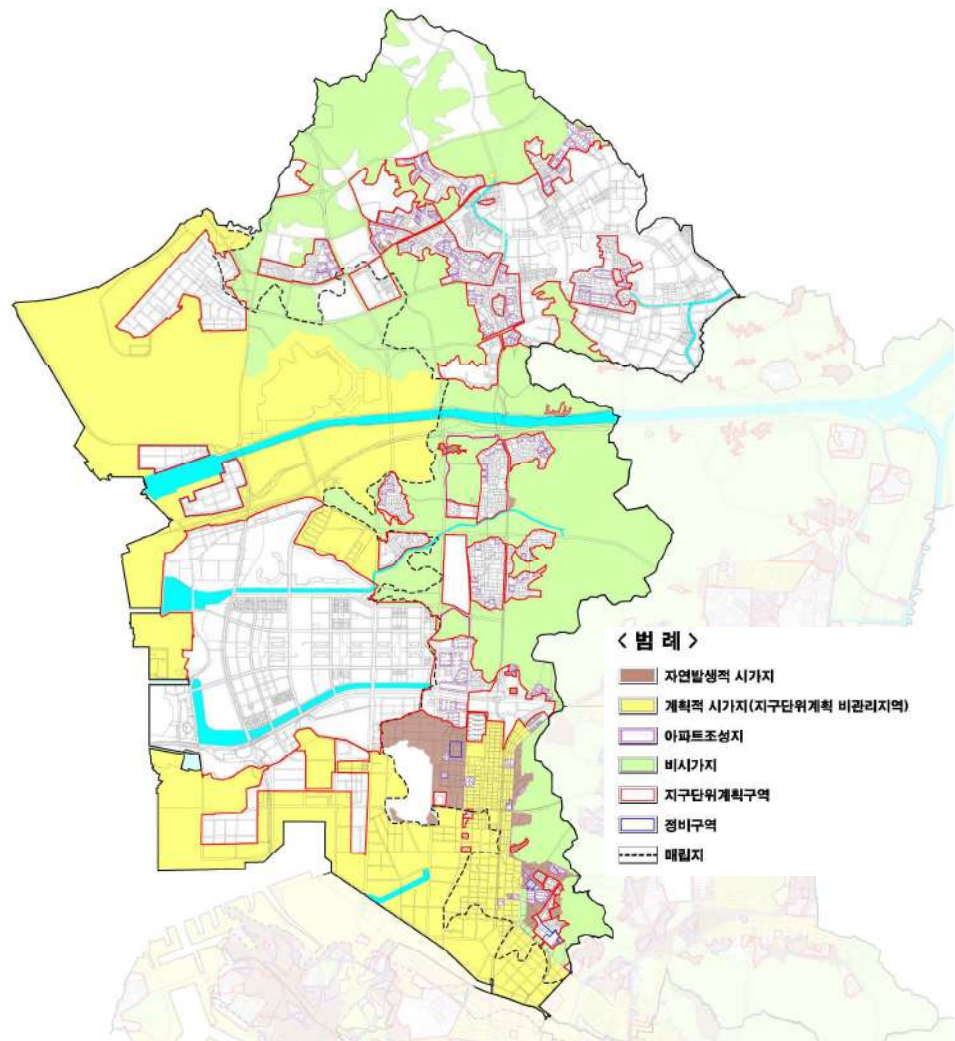 < 범 례 >
자연발생적 시가지
계획적 시가지(지구단위계획 비관리지역)
아파트조성지
비시가지
지구단위계획구역
정비구역
매립지